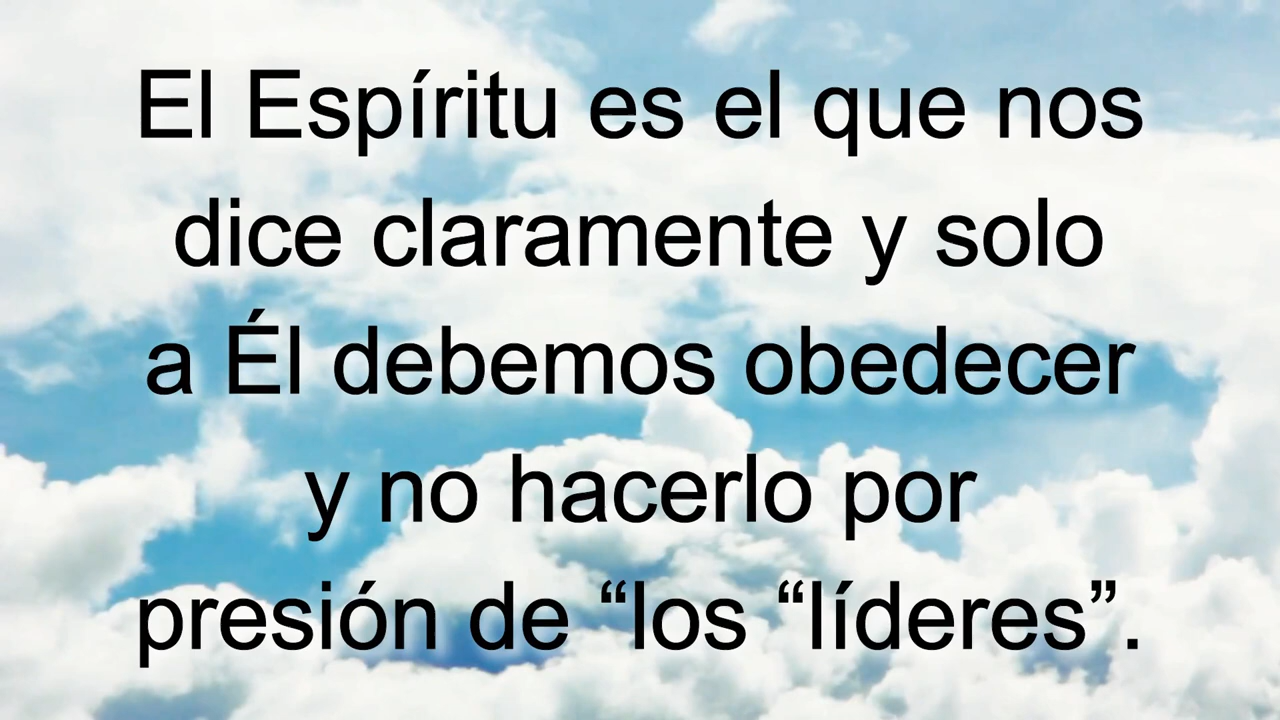 El Espíritu es el que nos
dice claramente y solo
a Él debemos obedecer
y no hacerlo por
presión de “los “líderes”.